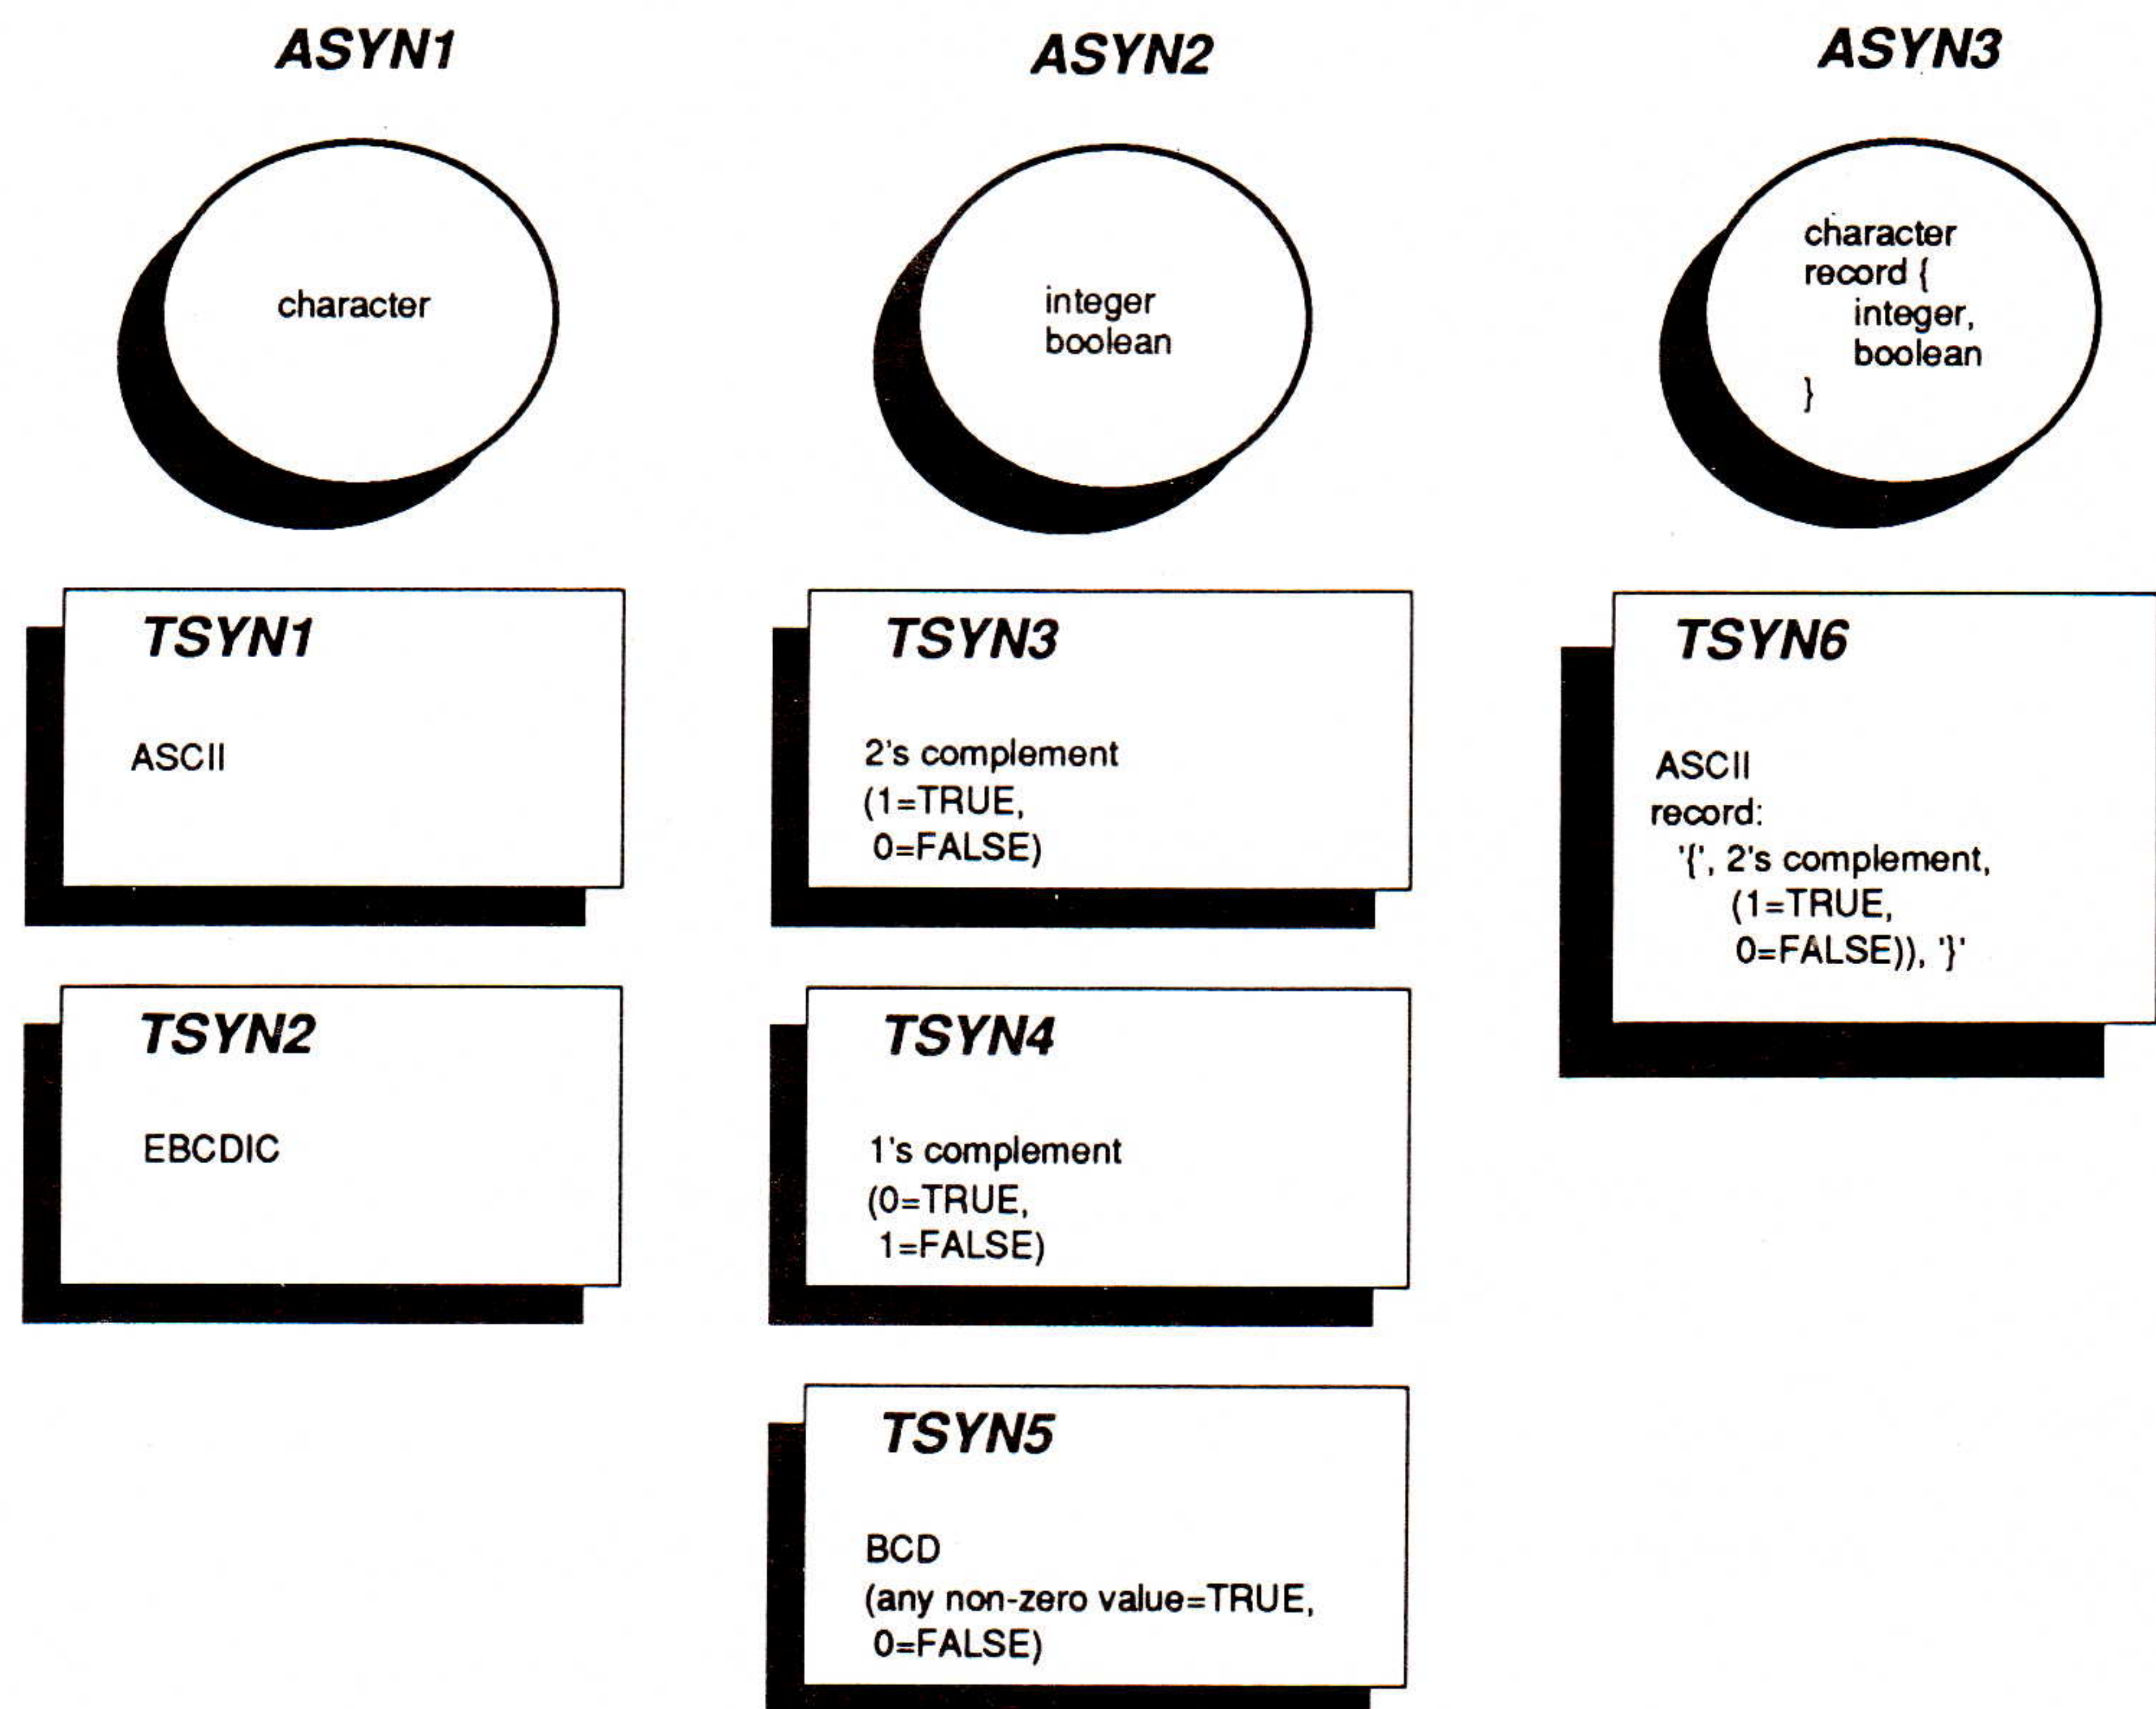 ASYN1
character
TSYN1
ASCII
TSYN2
EBCDIC
ASYN2
integer
boolean
TSYN3
2's complement
(1=TRUE,
0=FALSE)
TSYN4
1's complement
(0=TRUE,
1=FALSE)
TSYN5
BCD
(any non-zero value=TRUE,
0=FALSE)
ASYN3
character
record {
integer,
boolean
}
TSYN6
ASCII
record:
'{', 2's complement,
(1=TRUE,
0=FALSE)), '}'